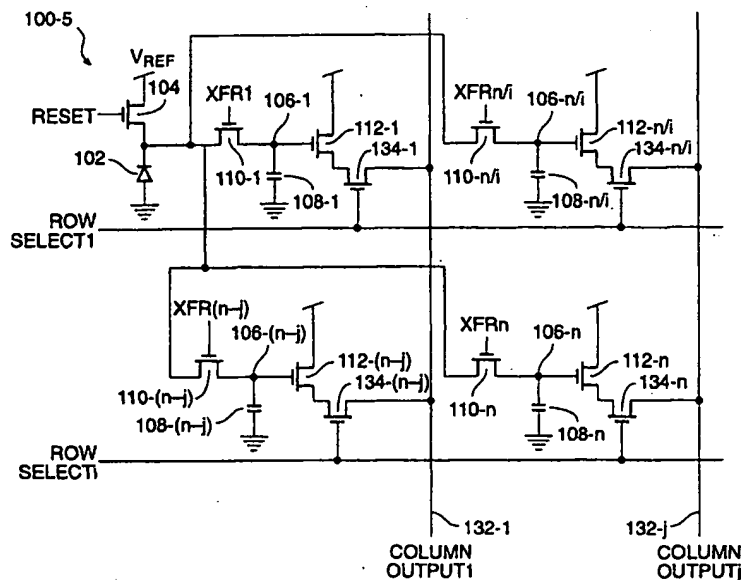 100-5
VREF
104
RESET
102
XFR1
106-1
112-1
134-1
110-1
108-1
XFRn/i
106-n/i
112-n/i
134-n/i
110-n/i
108-n/i
ROW
SELECT1
XFR(n–j)
106-(n–j)
112-(n–j)
134-(n–j)
110-(n–j)
108-(n–j)
XFRn
106-n
112-n
134-n
110-n
108-n
ROW
SELECTi
132-1
132-j
COLUMN
OUTPUT1
COLUMN
OUTPUTj